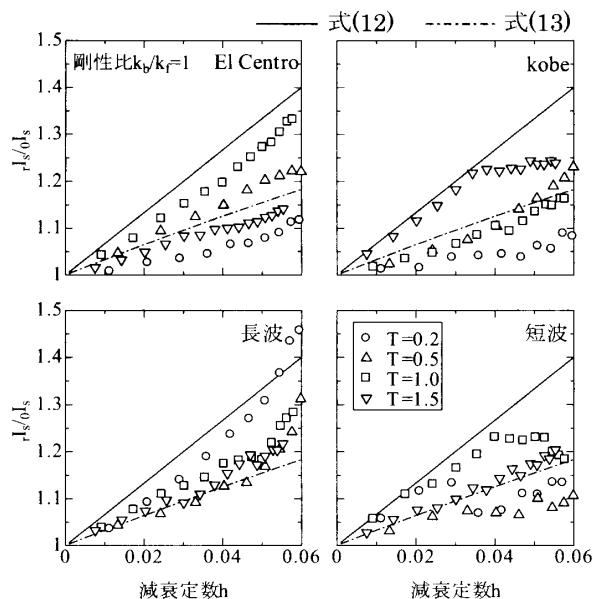 式(12) 式(13)
剛性比kb/kf=1 El Centro
kobe
1.5
1.4
1.3
1.2
1.1
1
rIs/0Is
長波
短波
T=0.2
T=0.5
T=1.0
T=1.5
1.4
1.3
1.2
1.1
1
rIs/0Is
0 0.02 0.04 0.06 0 0.02 0.04 0.06
減衰定数h 減衰定数h